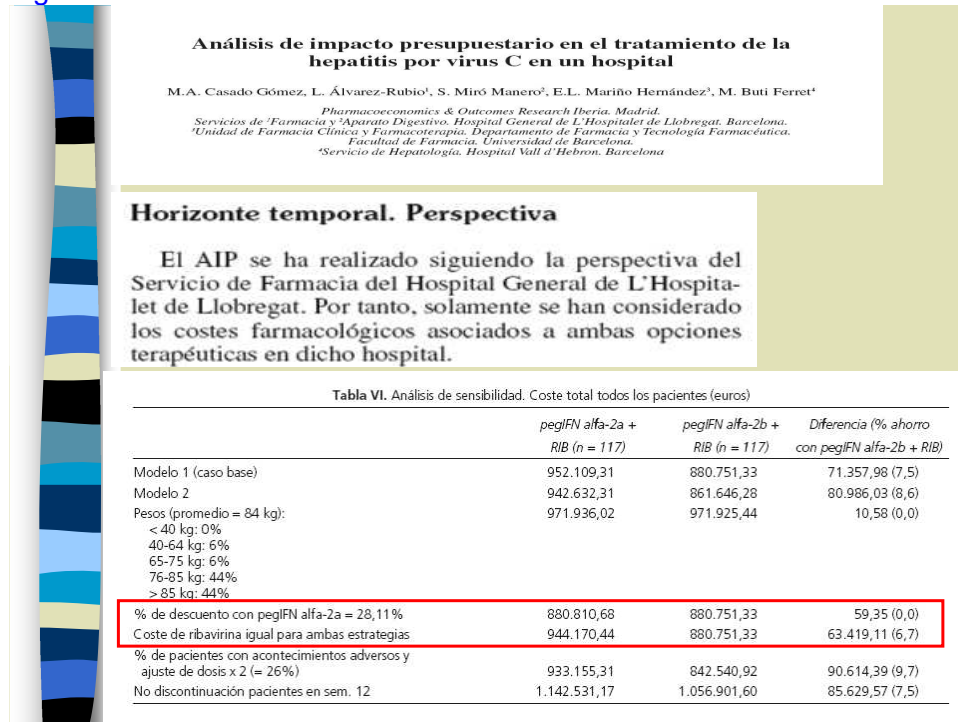 Análisis de impacto presupuestario en el tratamiento de la
hepatitis por virus C en un hospital
M.A. Casado Gómez, L. Álvarez-Rubio¹, S. Miró Manero², E.L. Mariño Hernández³, M. Buti Ferret⁴
Pharmacoeconomics & Outcomes Research Iberia. Madrid.
Servicios de ¹Farmacia y ²Aparato Digestivo. Hospital General de L'Hospitalet de Llobregat. Barcelona.
³Unidad de Farmacia Clínica y Farmacoterapia. Departamento de Farmacia y Tecnología Farmacéutica.
Facultad de Farmacia. Universidad de Barcelona.
⁴Servicio de Hepatología. Hospital Vall d'Hebron. Barcelona
Horizonte temporal. Perspectiva
El AIP se ha realizado siguiendo la perspectiva del
Servicio de Farmacia del Hospital General de L'Hospita-
let de Llobregat. Por tanto, solamente se han considerado
los costes farmacológicos asociados a ambas opciones
terapéuticas en dicho hospital.
Tabla VI. Análisis de sensibilidad. Coste total todos los pacientes (euros)
pegIFN alfa-2a + pegIFN alfa-2b + Diferencia (% ahorro
RIB (n = 117) RIB (n = 117) con pegIFN alfa-2b + RIB)
Modelo 1 (caso base) 952.109,31 880.751,33 71.357,98 (7,5)
Modelo 2 942.632,31 861.646,28 80.986,03 (8,6)
Pesos (promedio = 84 kg): 971.936,02 971.925,44 10,58 (0,0)
< 40 kg: 0%
40-64 kg: 6%
65-75 kg: 6%
76-85 kg: 44%
> 85 kg: 44%
% de descuento con pegIFN alfa-2a = 28,11% 880.810,68 880.751,33 59,35 (0,0)
Coste de ribavirina igual para ambas estrategias 944.170,44 880.751,33 63.419,11 (6,7)
% de pacientes con acontecimientos adversos y
ajuste de dosis x 2 (= 26%) 933.155,31 842.540,92 90.614,39 (9,7)
No discontinuación pacientes en sem. 12 1.142.531,17 1.056.901,60 85.629,57 (7,5)